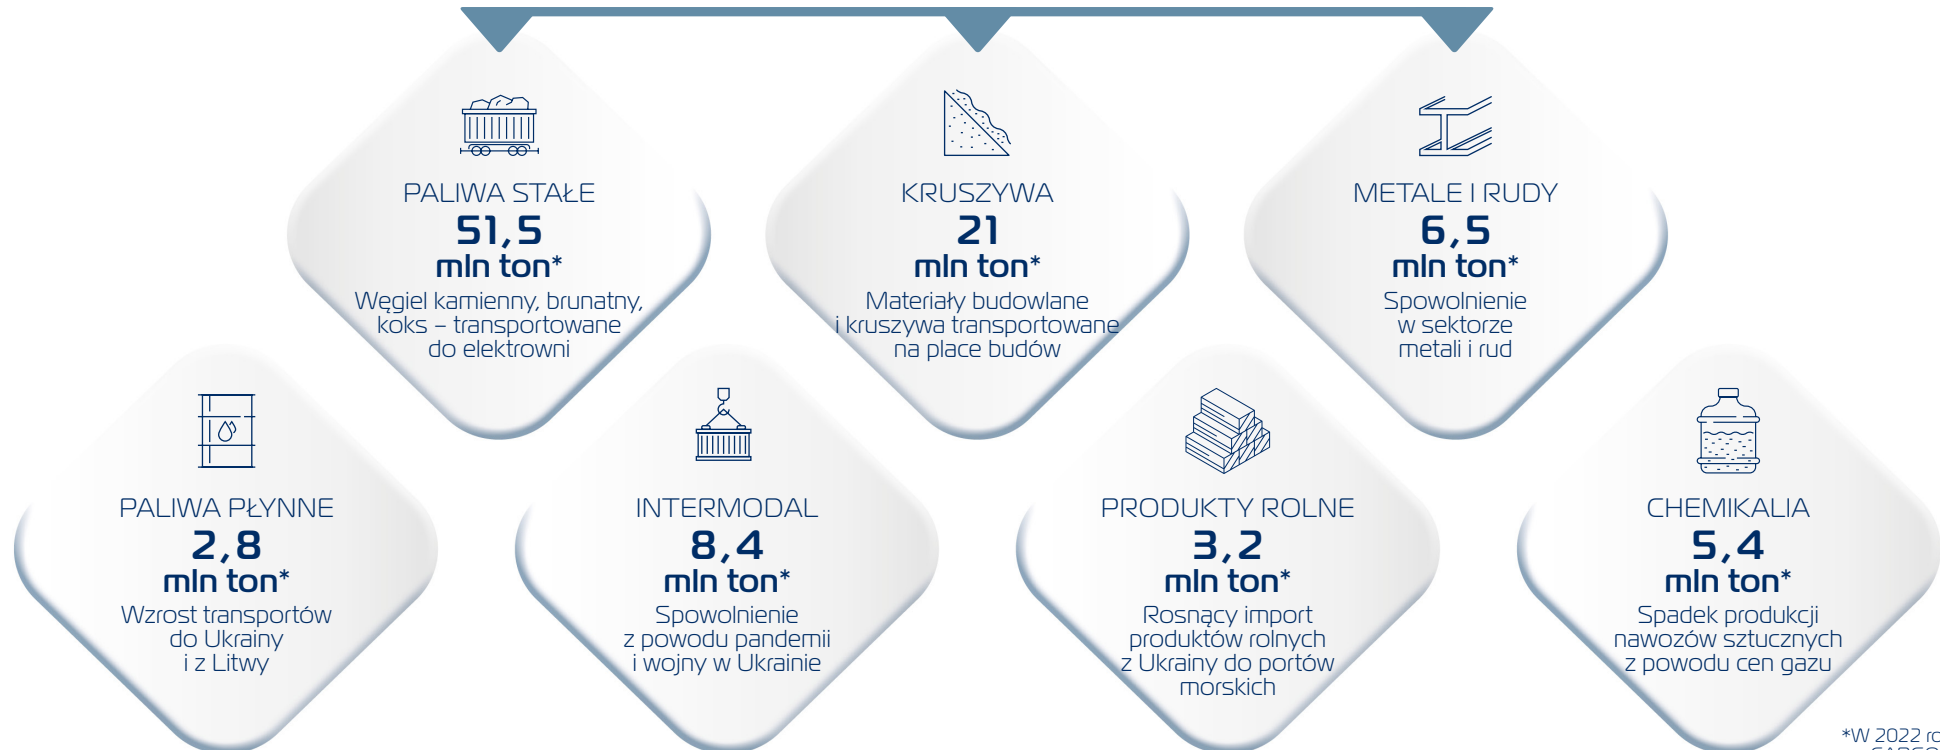 PALIWA STAŁE
51,5
mln ton*
Węgiel kamienny, brunatny,
koks – transportowane
do elektrowni
KRUSZYWA
21
mln ton*
Materiały budowlane
i kruszywa transportowane
na place budów
METALE I RUDY
6,5
mln ton*
Spowolnienie
w sektorze
metali i rud
PALIWA PŁYNNE
2,8
mln ton*
Wzrost transportów
do Ukrainy
i z Litwy
INTERMODAL
8,4
mln ton*
Spowolnienie
z powodu pandemii
i wojny w Ukrainie
PRODUKTY ROLNE
3,2
mln ton*
Rosnący import
produktów rolnych
z Ukrainy do portów
morskich
CHEMIKALIA
5,4
mln ton*
Spadek produkcji
nawozów sztucznych
z powodu cen gazu
*W 2022